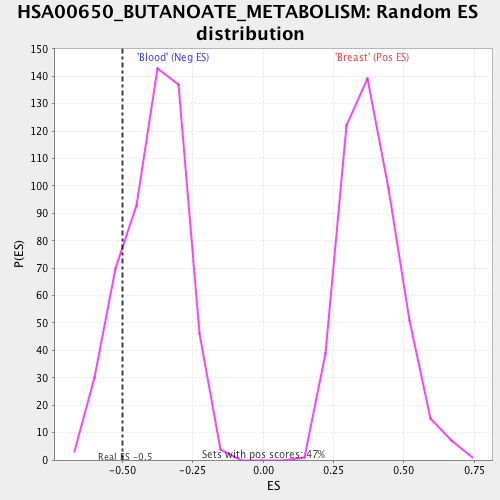 HSA00650_BUTANOATE_METABOLISM: Random ES
distribution
'Blood' (Neg ES)
'Breast' (Pos ES)
P(ES)
150
140
130
120
110
100
90
80
70
60
50
40
30
20
10
0
Real ES -0.5
Sets with pos scores: 47%
-0.50
-0.25
0.00
0.25
0.50
0.75
ES